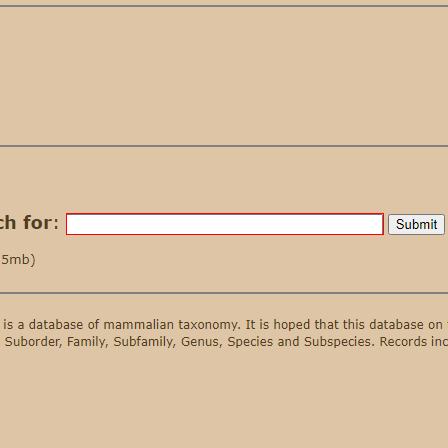 ch for:
Submit
5mb)
is a database of mammalian taxonomy. It is hoped that this database on
Suborder, Family, Subfamily, Genus, Species and Subspecies. Records inc